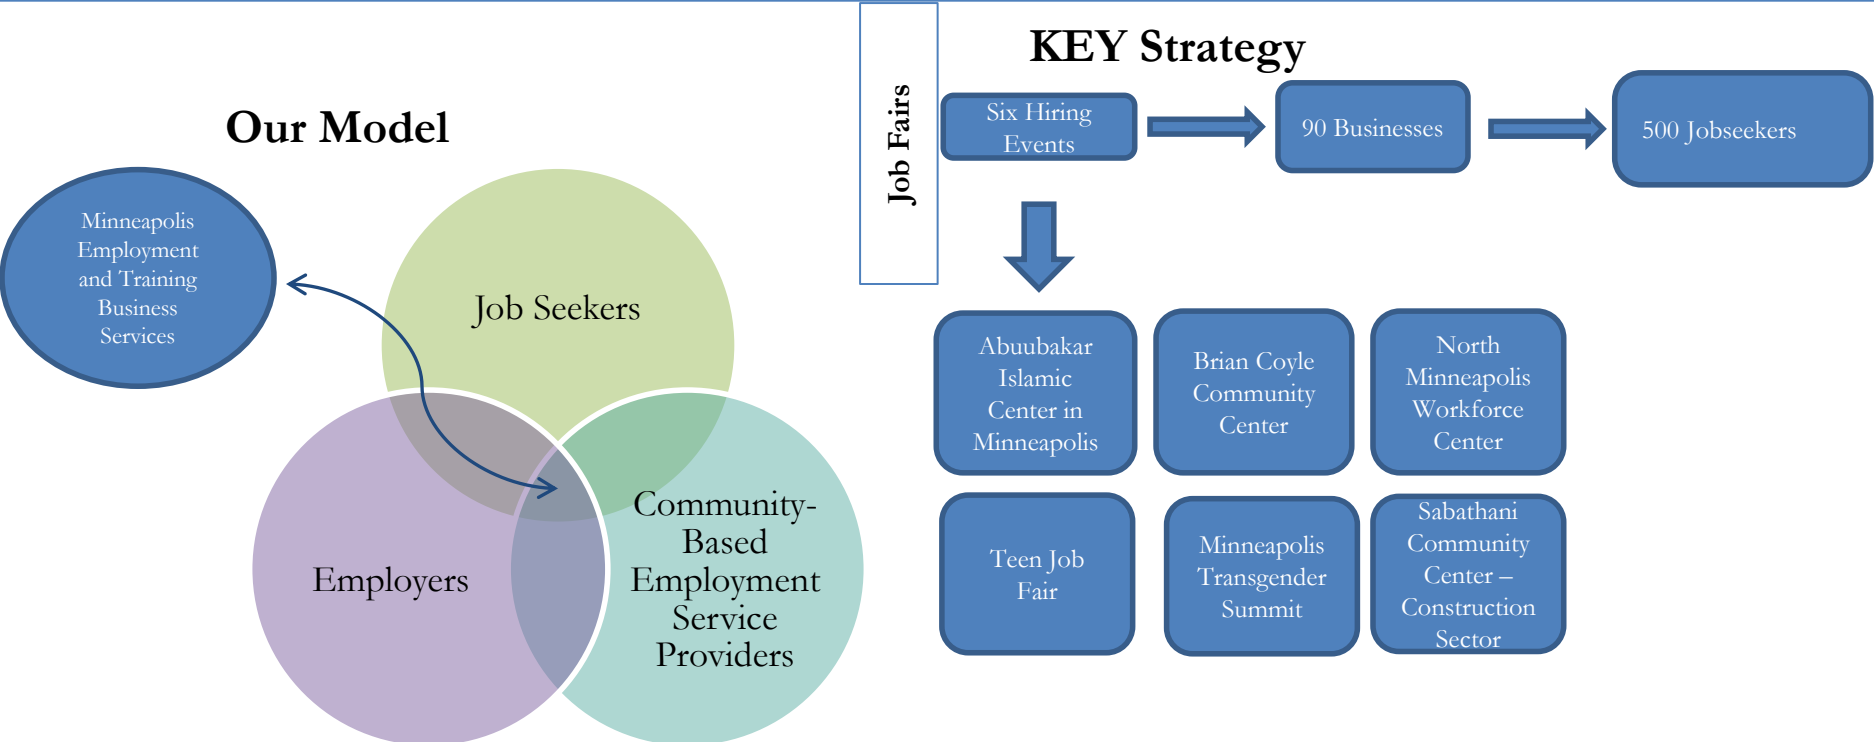 Our Model
Minneapolis
Employment
and Training
Business
Services
Job Seekers
Employers
Community-
Based
Employment
Service
Providers
KEY Strategy
Job Fairs
Six Hiring
Events
90 Businesses
500 Jobseekers
Abuubakar
Islamic
Center in
Minneapolis
Brian Coyle
Community
Center
North
Minneapolis
Workforce
Center
Teen Job
Fair
Minneapolis
Transgender
Summit
Sabathani
Community
Center –
Construction
Sector